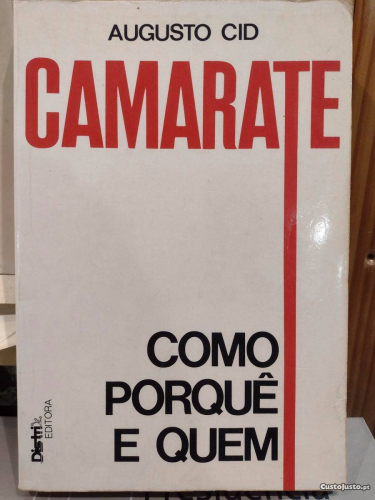 AUGUSTO CID
CAMARATE
COMO
PORQUÊ
E QUEM
Distri
EDITORA
CustoJusto.pt